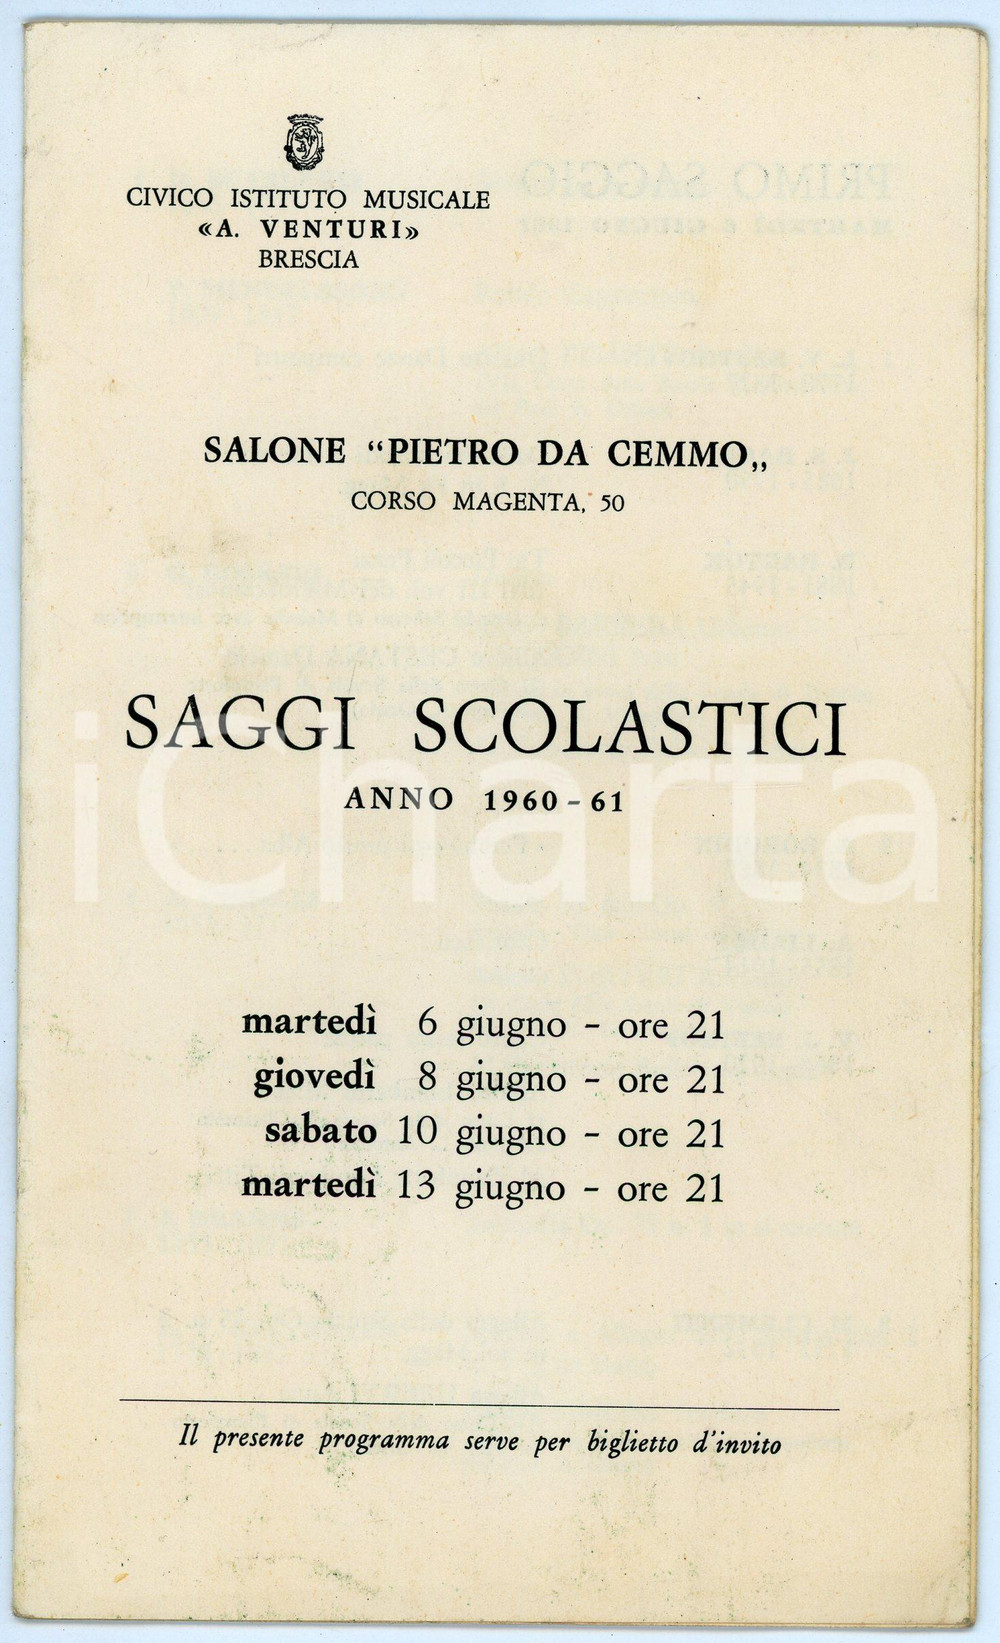 CIVICO ISTITUTO MUSICALE
«A. VENTURI»
BRESCIA
SALONE “PIETRO DA CEMMO„
CORSO MAGENTA, 50
SAGGI SCOLASTICI
ANNO 1960-61
iCharta
martedì 6 giugno - ore 21
giovedì 8 giugno - ore 21
sabato 10 giugno - ore 21
martedì 13 giugno - ore 21
Il presente programma serve per biglietto d'invito